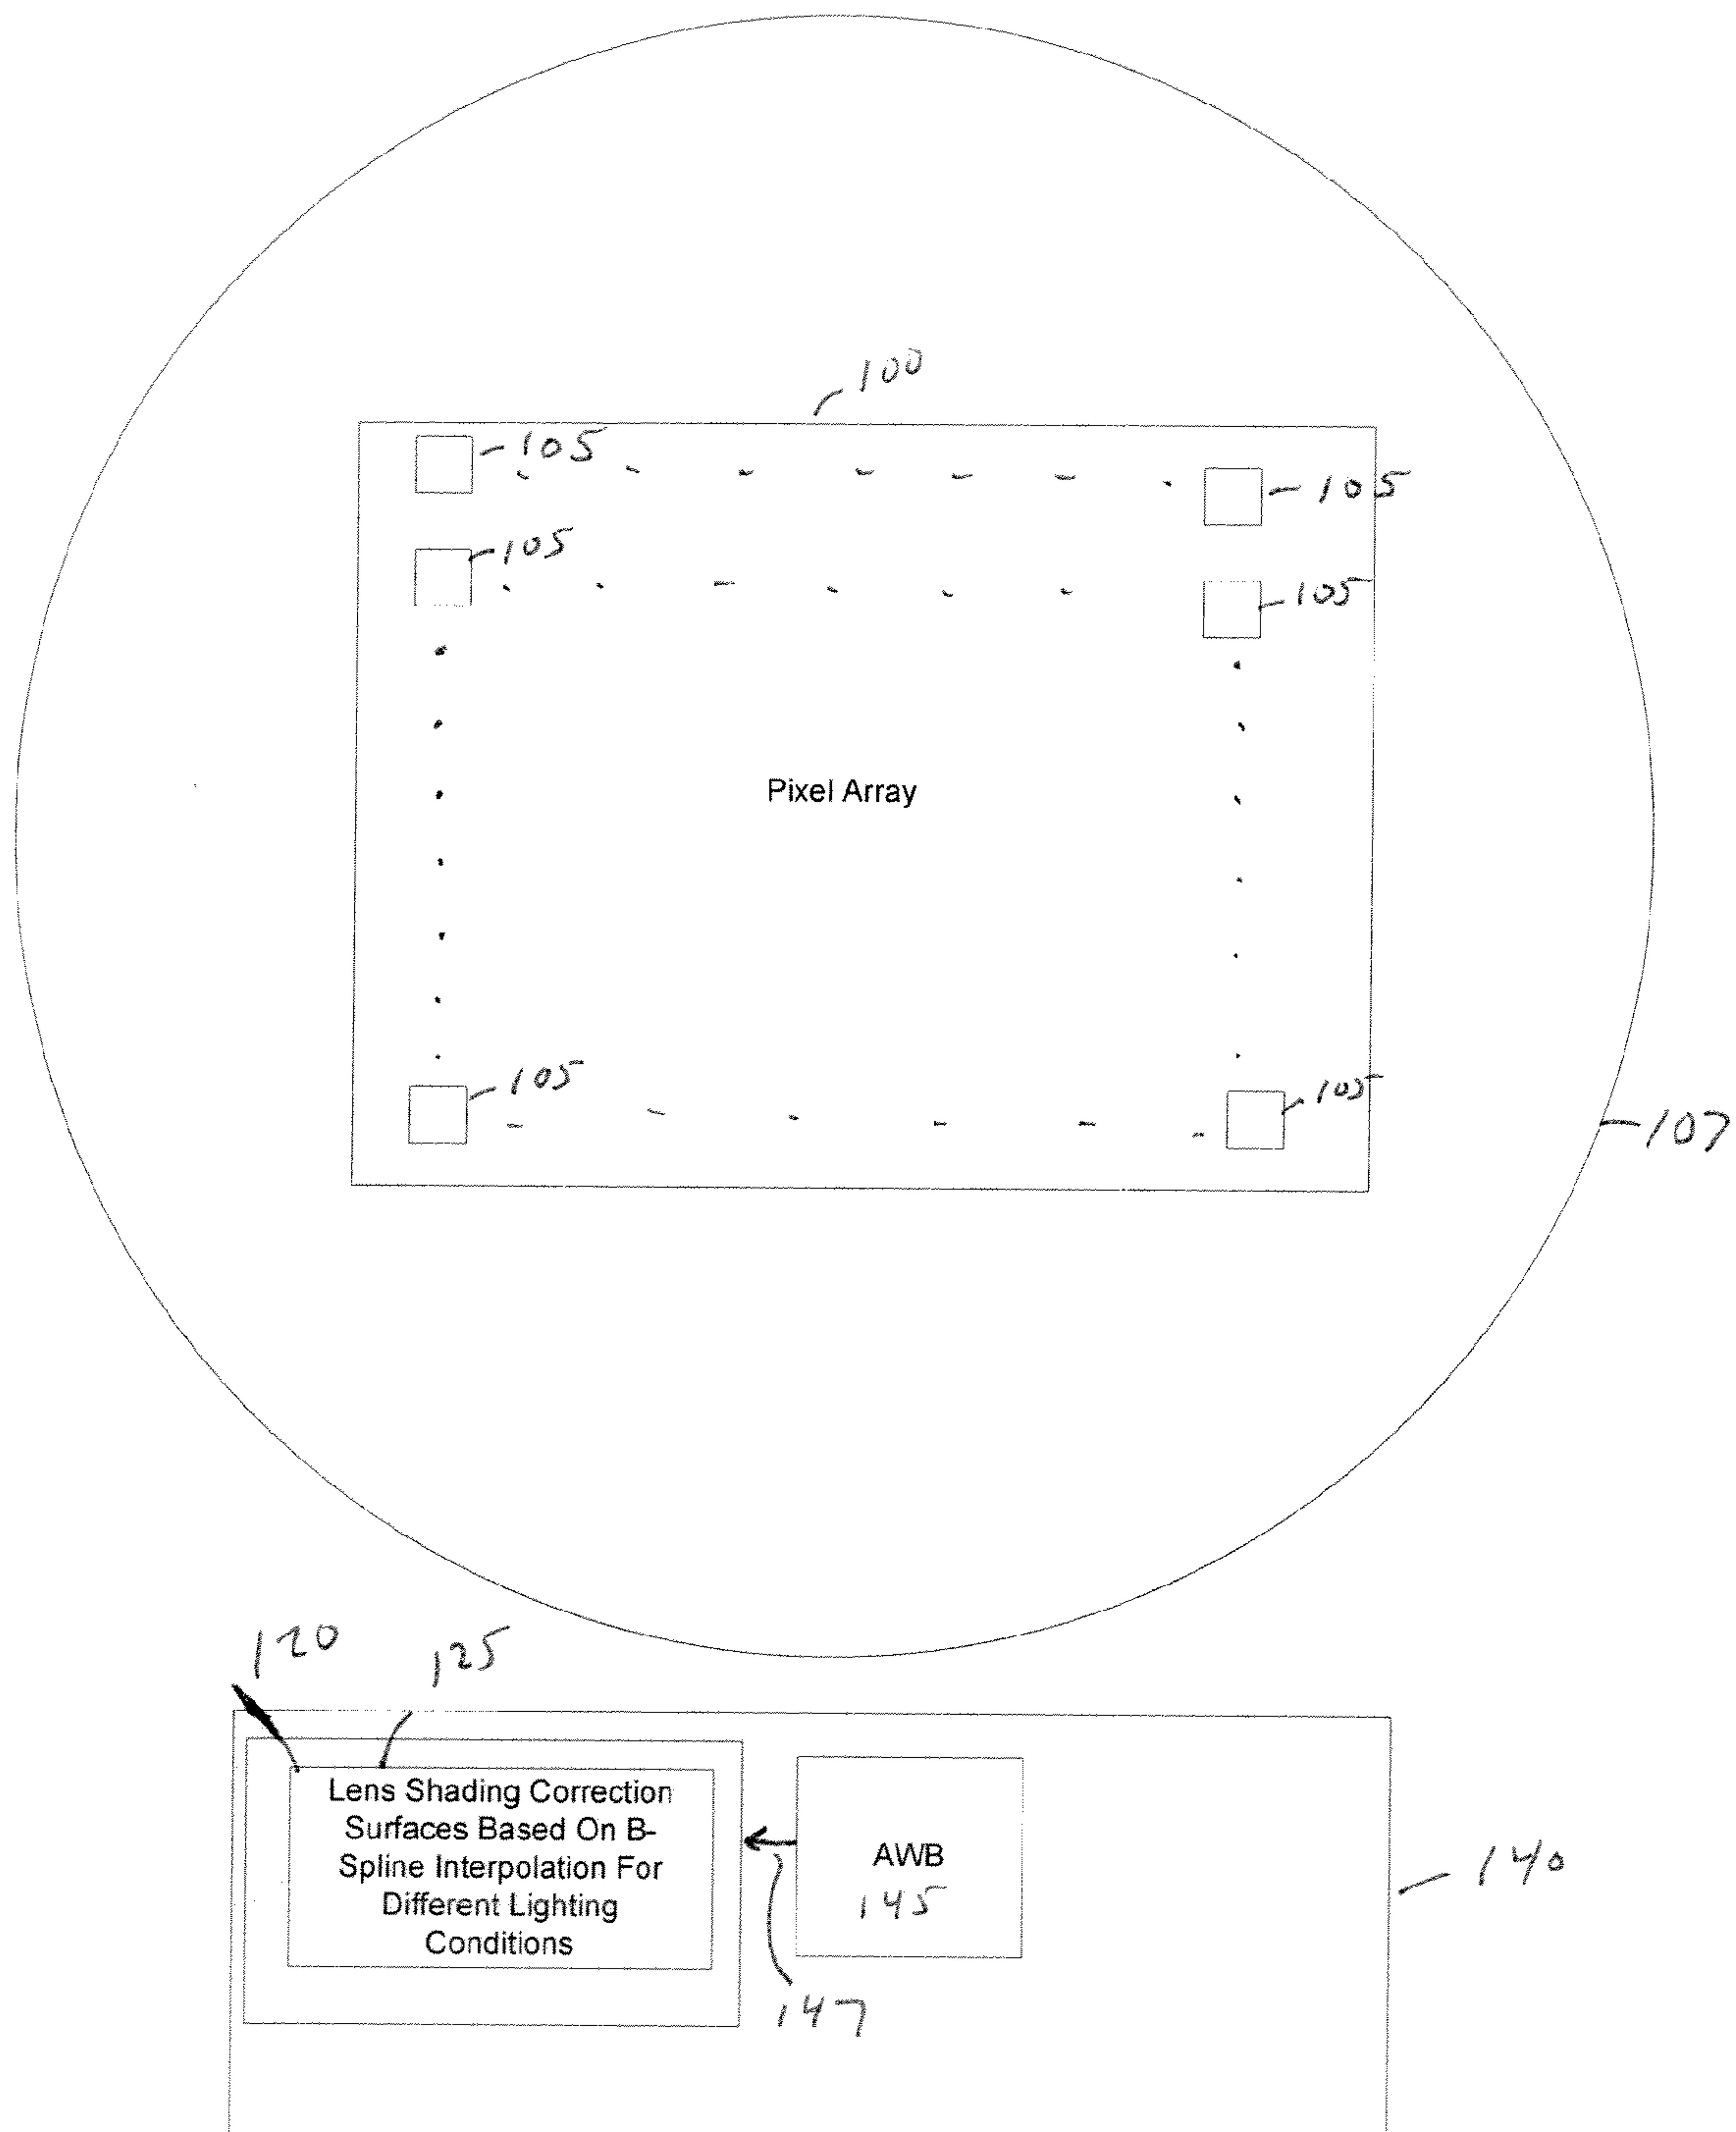 100
105
105
105
105
Pixel Array
105
105
107
120
125
Lens Shading Correction
Surfaces Based On B-
Spline Interpolation For
Different Lighting
Conditions
AWB
145
140
147